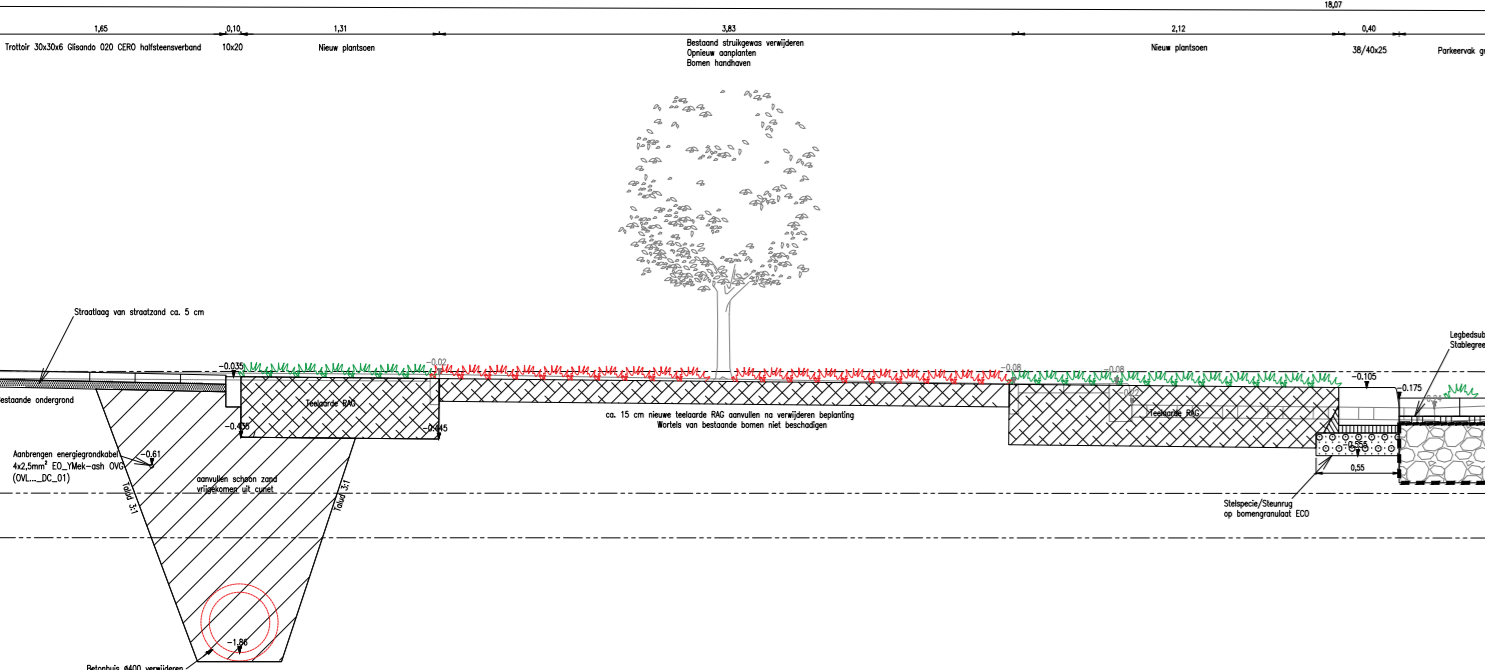 18,07
1,65
0,10
1,31
3,83
2,12
0,40
Trottoir 30x30x6 Glisando 020 CERO halfsteensverband
10x20
Nieuw plantsoen
Bestaand struikgewas verwijderen
Opnieuw aanplanten
Bomen handhaven
Nieuw plantsoen
38/40x25
Parkeervak
Straatlaag van straatzand ca. 5 cm
-0.035
-0.02
-0.08
-0.08
-0.105
-0.175
-0.24
Legbedsub
Stablegree
Bestaande ondergrond
Teelaarde RAG
-0.435
-0.445
ca. 15 cm nieuwe teelaarde RAG aanvullen na verwijderen beplanting
Wortels van bestaande bomen niet beschadigen
Teelaarde RAG
-0.555
0,55
Aanbrengen energiegrondkabel
4x2,5mm² EO_YMek-ash OVG
(OVL..._DC_01)
-0.61
aanvullen schoon zand
vrijgekomen uit cunet
Talud 3:1
Talud 3:1
Stelspecie/Steunrug
op bomengranulaat ECO
-1.86
Betonbuis ø400 verwijderen